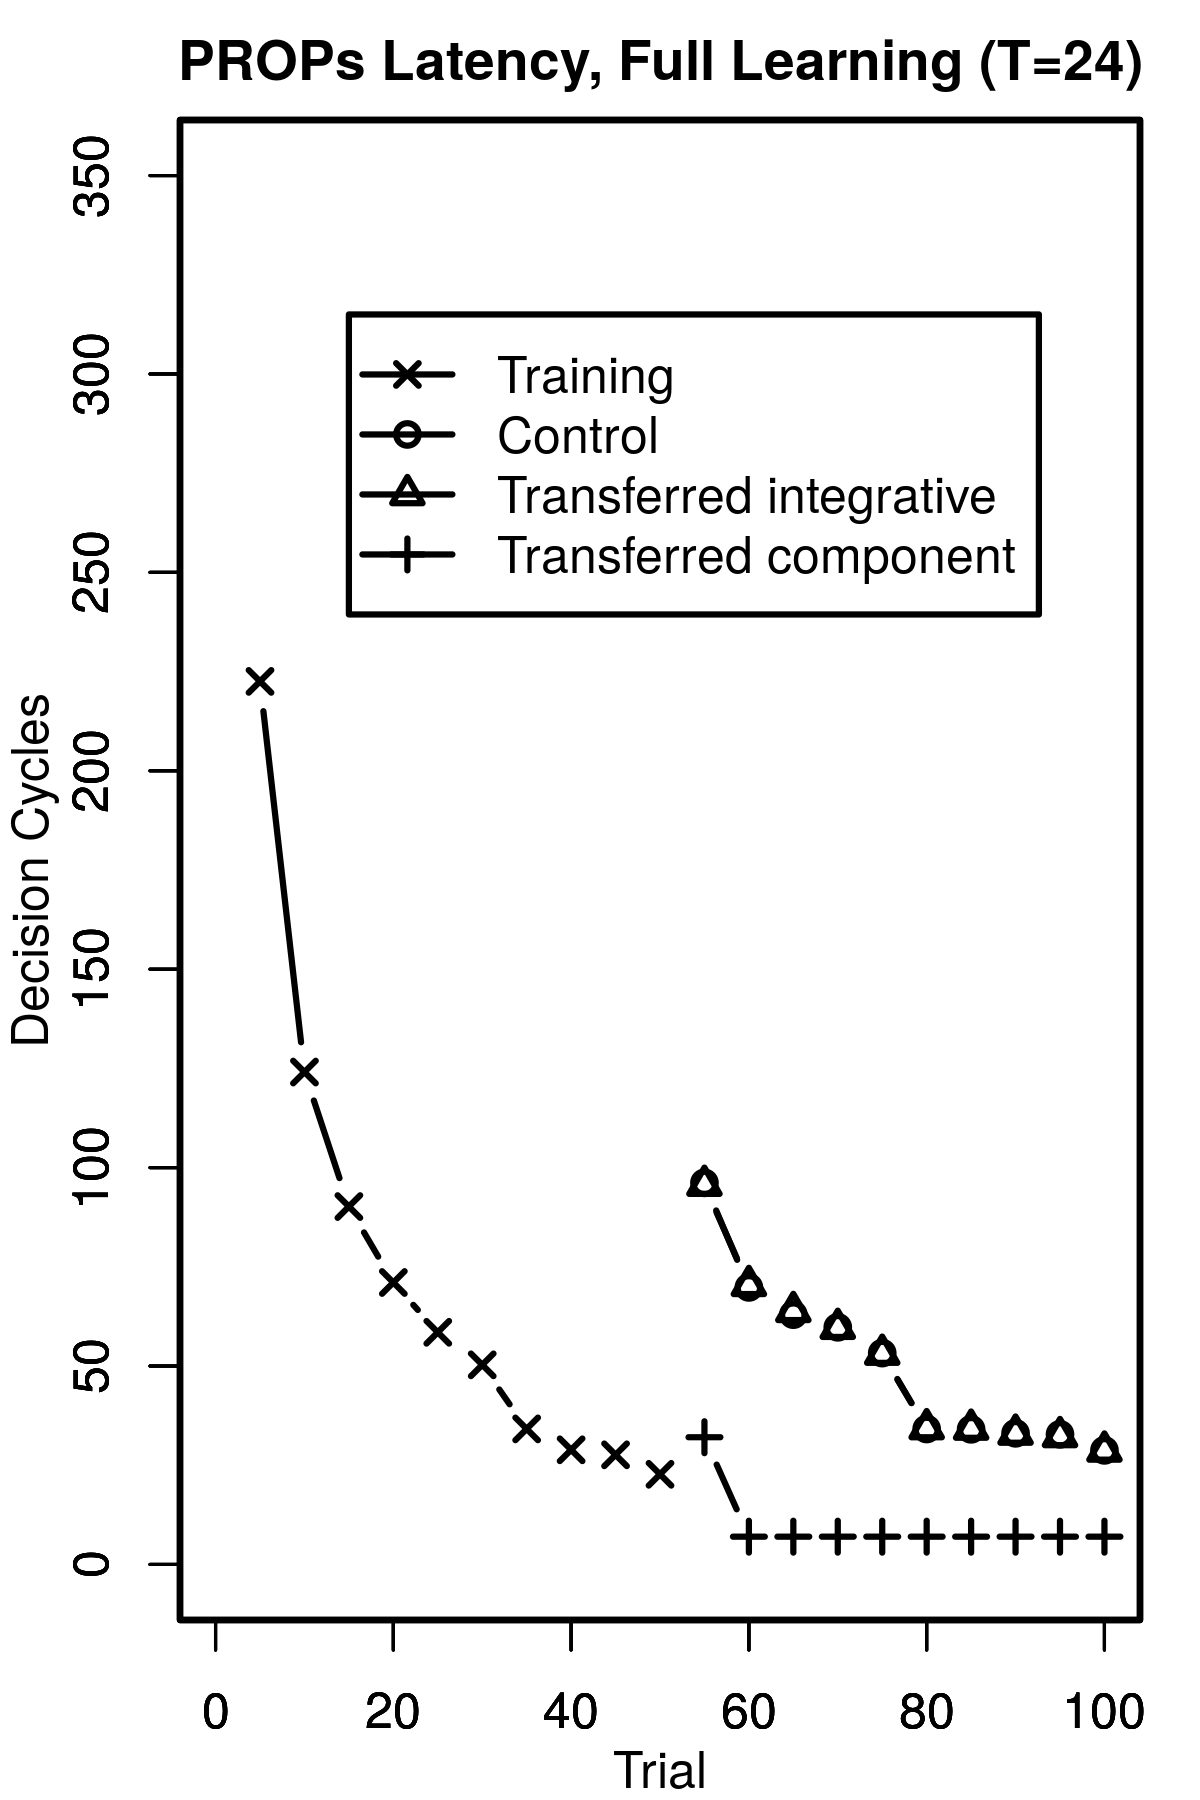 PROPs Latency, Full Learning (T=24)
350
300
250
200
150
100
50
0
Decision Cycles
Training
Control
Transferred integrative
Transferred component
0 20 40 60 80 100
Trial